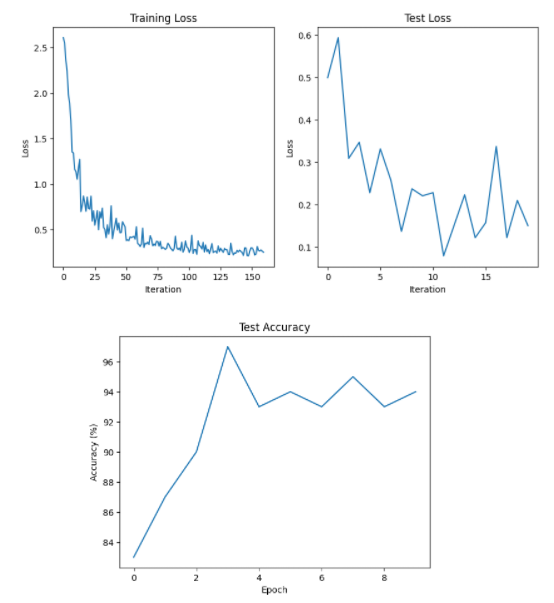 Training Loss
2.5
2.0
1.5
1.0
0.5
Loss
0 25 50 75 100 125 150
Iteration
Test Loss
0.6
0.5
0.4
0.3
0.2
0.1
Loss
0 5 10 15
Iteration
Test Accuracy
96
94
92
90
88
86
84
Accuracy (%)
0 2 4 6 8
Epoch